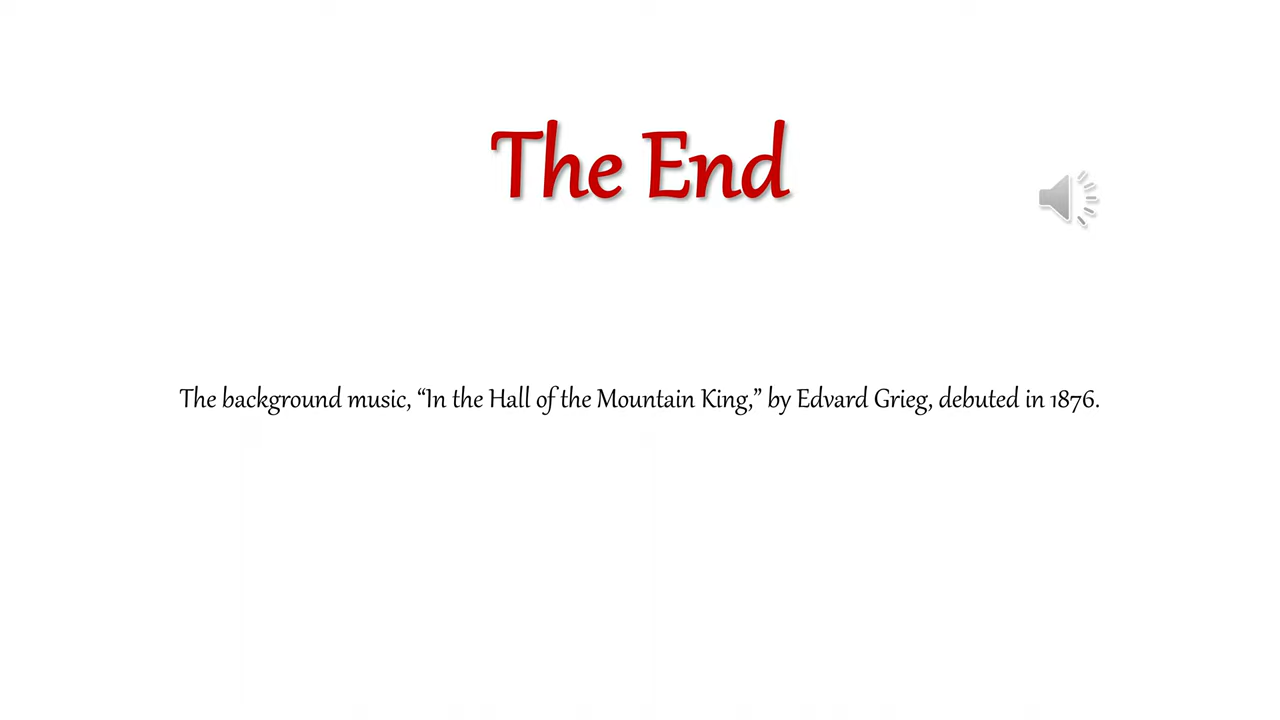 The End
The background music, “In the Hall of the Mountain King,” by Edvard Grieg, debuted in 1876.